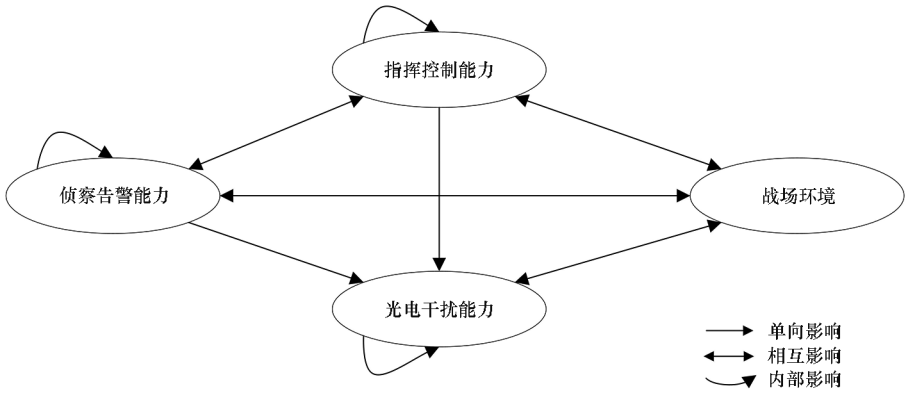 指挥控制能力
侦察告警能力
战场环境
光电干扰能力
单向影响
相互影响
内部影响